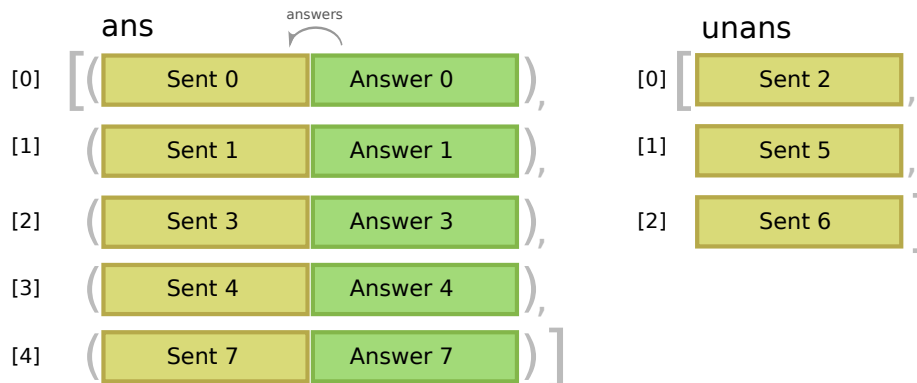 answers
ans
[0] [ ( Sent 0 Answer 0 ) ,
[1] ( Sent 1 Answer 1 ) ,
[2] ( Sent 3 Answer 3 ) ,
[3] ( Sent 4 Answer 4 ) ,
[4] ( Sent 7 Answer 7 ) ]
unans
[0] [ Sent 2 ,
[1] Sent 5 ,
[2] Sent 6 ]